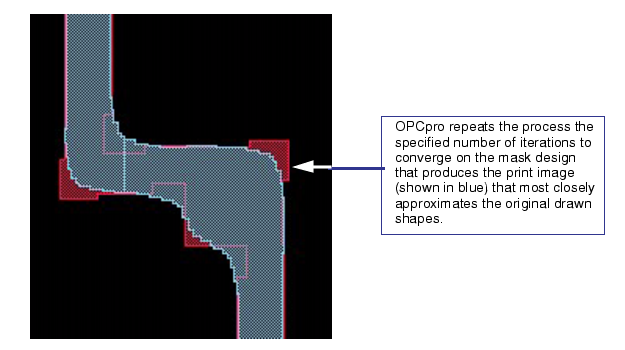 OPCpro repeats the process the
specified number of iterations to
converge on the mask design
that produces the print image
(shown in blue) that most closely
approximates the original drawn
shapes.